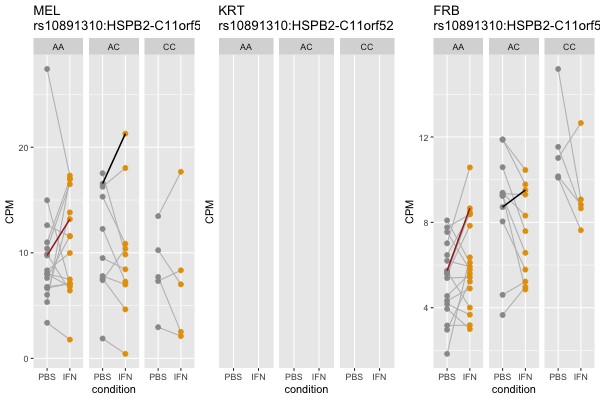 MEL
rs10891310:HSPB2-C11orf5
AA AC CC
CPM
20
10
0
PBS IFN PBS IFN PBS IFN
condition
KRT
rs10891310:HSPB2-C11orf52
AA AC CC
CPM
PBS IFN PBS IFN PBS IFN
condition
FRB
rs10891310:HSPB2-C11orf5
AA AC CC
CPM
12
8
4
PBS IFN PBS IFN PBS IFN
condition